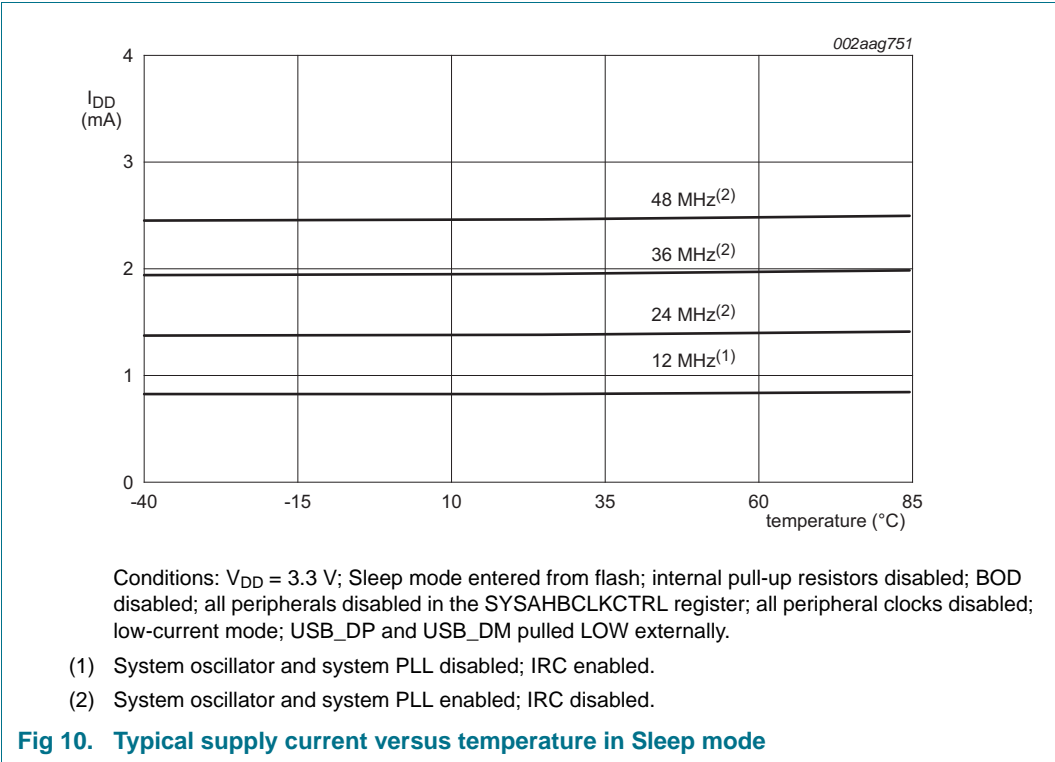 002aag751
4
I_DD
(mA)
3
48 MHz(2)
36 MHz(2)
2
24 MHz(2)
12 MHz(1)
1
0
-40 -15 10 35 60 85
temperature (°C)
Conditions: V_DD = 3.3 V; Sleep mode entered from flash; internal pull-up resistors disabled; BOD
disabled; all peripherals disabled in the SYSAHBCLKCTRL register; all peripheral clocks disabled;
low-current mode; USB_DP and USB_DM pulled LOW externally.
(1) System oscillator and system PLL disabled; IRC enabled.
(2) System oscillator and system PLL enabled; IRC disabled.
Fig 10. Typical supply current versus temperature in Sleep mode